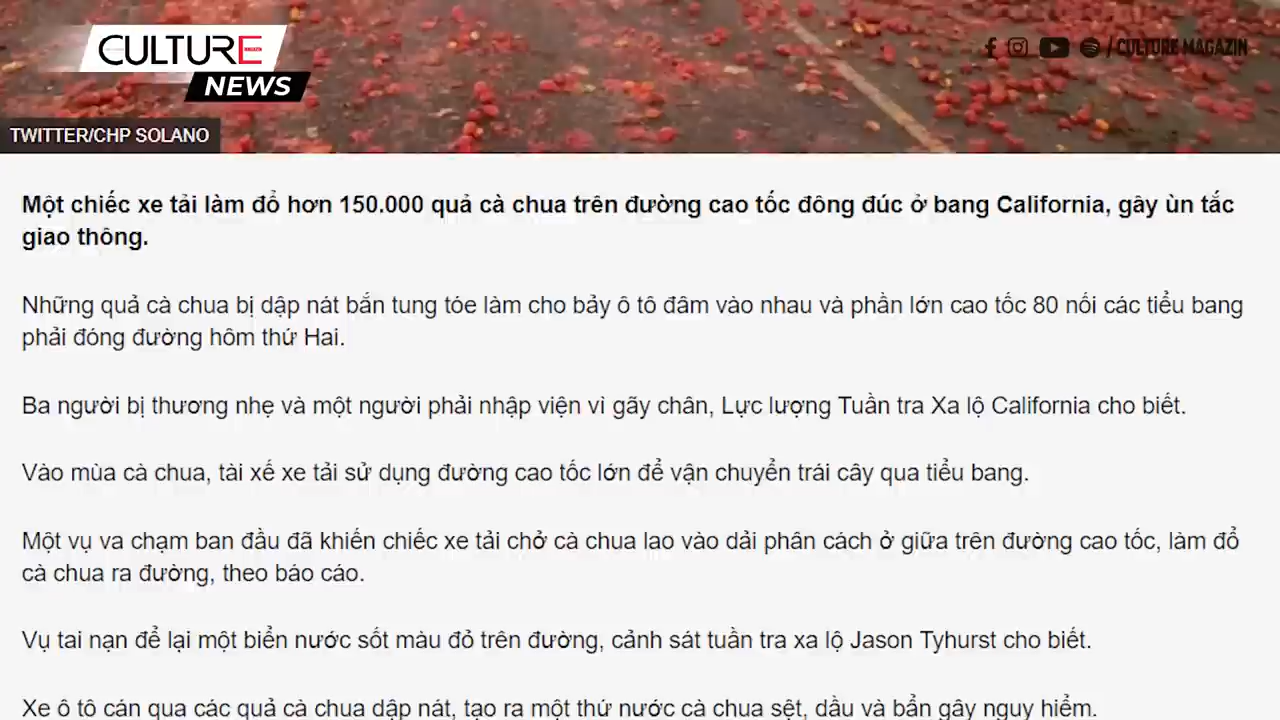 CULTURE
NEWS
/ CULTURE MAGAZIN
TWITTER/CHP SOLANO
Một chiếc xe tải làm đổ hơn 150.000 quả cà chua trên đường cao tốc đông đúc ở bang California, gây ùn tắc
giao thông.
Những quả cà chua bị dập nát bắn tung tóe làm cho bảy ô tô đâm vào nhau và phần lớn cao tốc 80 nối các tiểu bang
phải đóng đường hôm thứ Hai.
Ba người bị thương nhẹ và một người phải nhập viện vì gãy chân, Lực lượng Tuần tra Xa lộ California cho biết.
Vào mùa cà chua, tài xế xe tải sử dụng đường cao tốc lớn để vận chuyển trái cây qua tiểu bang.
Một vụ va chạm ban đầu đã khiến chiếc xe tải chở cà chua lao vào dải phân cách ở giữa trên đường cao tốc, làm đổ
cà chua ra đường, theo báo cáo.
Vụ tai nạn để lại một biển nước sốt màu đỏ trên đường, cảnh sát tuần tra xa lộ Jason Tyhurst cho biết.
Xe ô tô cán qua các quả cà chua dập nát, tạo ra một thứ nước cà chua sệt, dầu và bẩn gây nguy hiểm.